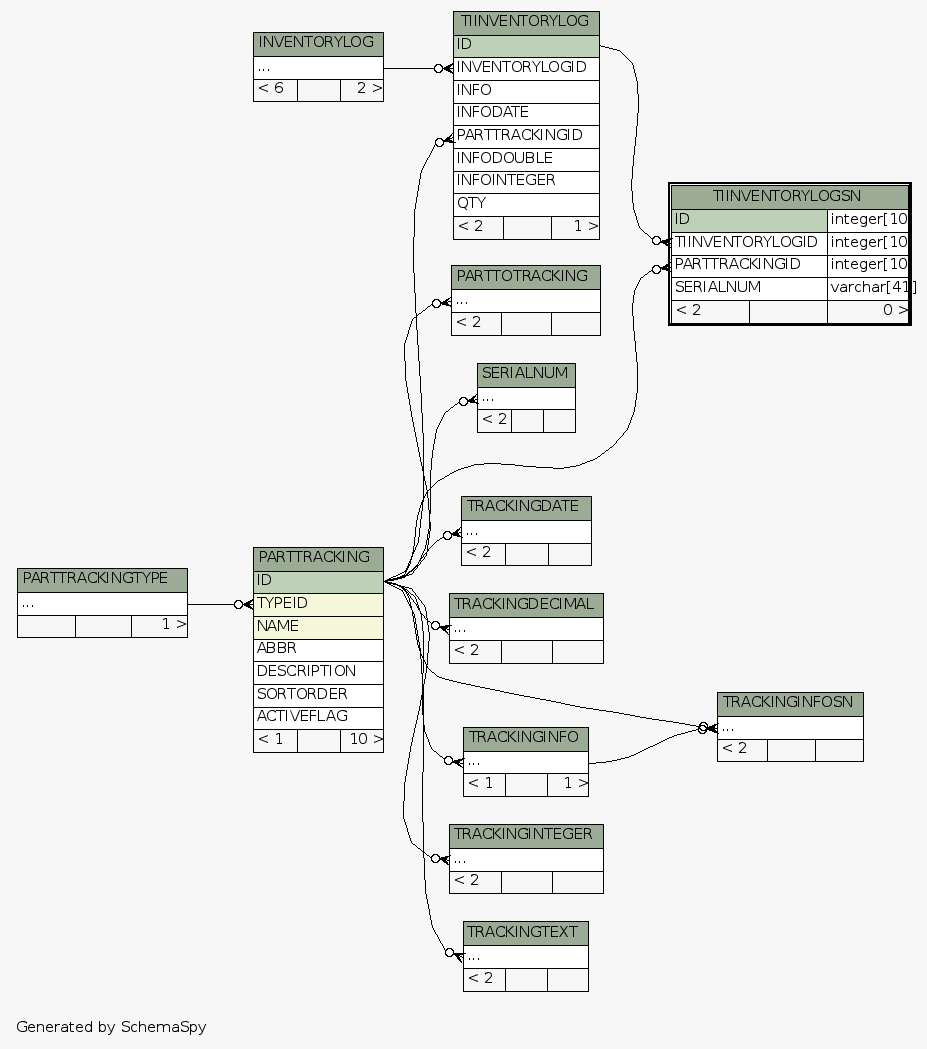 INVENTORYLOG
...
< 6 2 >
TIINVENTORYLOG
ID
INVENTORYLOGID
INFO
INFODATE
PARTTRACKINGID
INFODOUBLE
INFOINTEGER
QTY
< 2 1 >
TIINVENTORYLOGSN
ID integer[10
TIINVENTORYLOGID integer[10
PARTTRACKINGID integer[10
SERIALNUM varchar[41]
< 2 0 >
PARTTOTRACKING
...
< 2
SERIALNUM
...
< 2
TRACKINGDATE
...
< 2
PARTTRACKINGTYPE
...
1 >
PARTTRACKING
ID
TYPEID
NAME
ABBR
DESCRIPTION
SORTORDER
ACTIVEFLAG
< 1 10 >
TRACKINGDECIMAL
...
< 2
TRACKINGINFOSN
...
< 2
TRACKINGINFO
...
< 1 1 >
TRACKINGINTEGER
...
< 2
TRACKINGTEXT
...
< 2
Generated by SchemaSpy